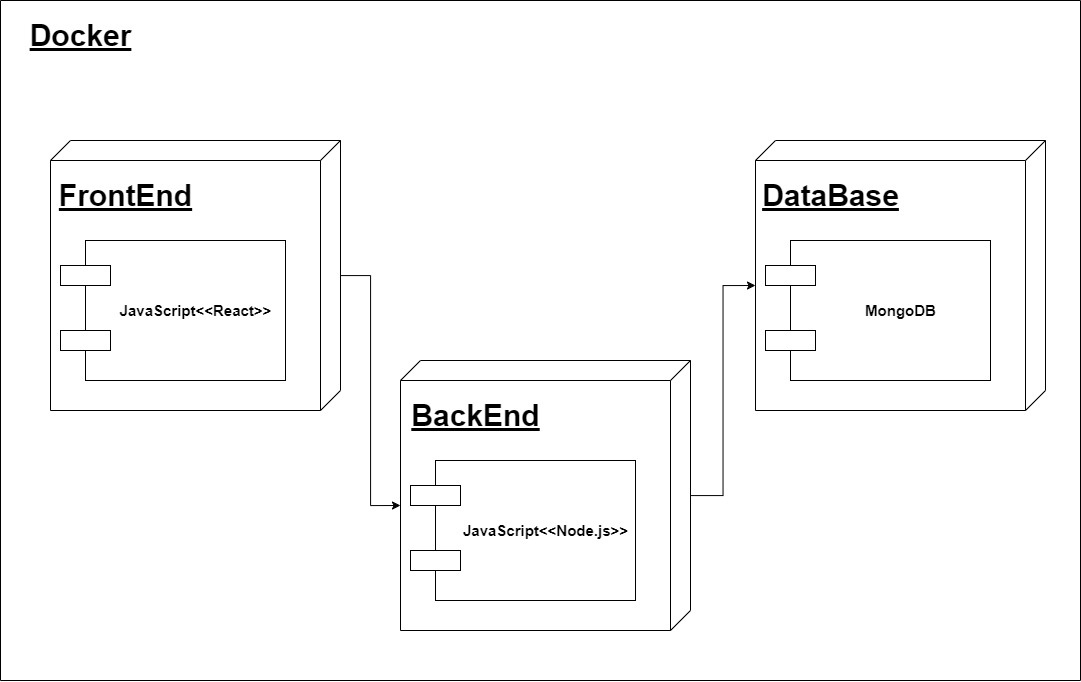 Docker
FrontEnd
JavaScript<<React>>
DataBase
MongoDB
BackEnd
JavaScript<<Node.js>>